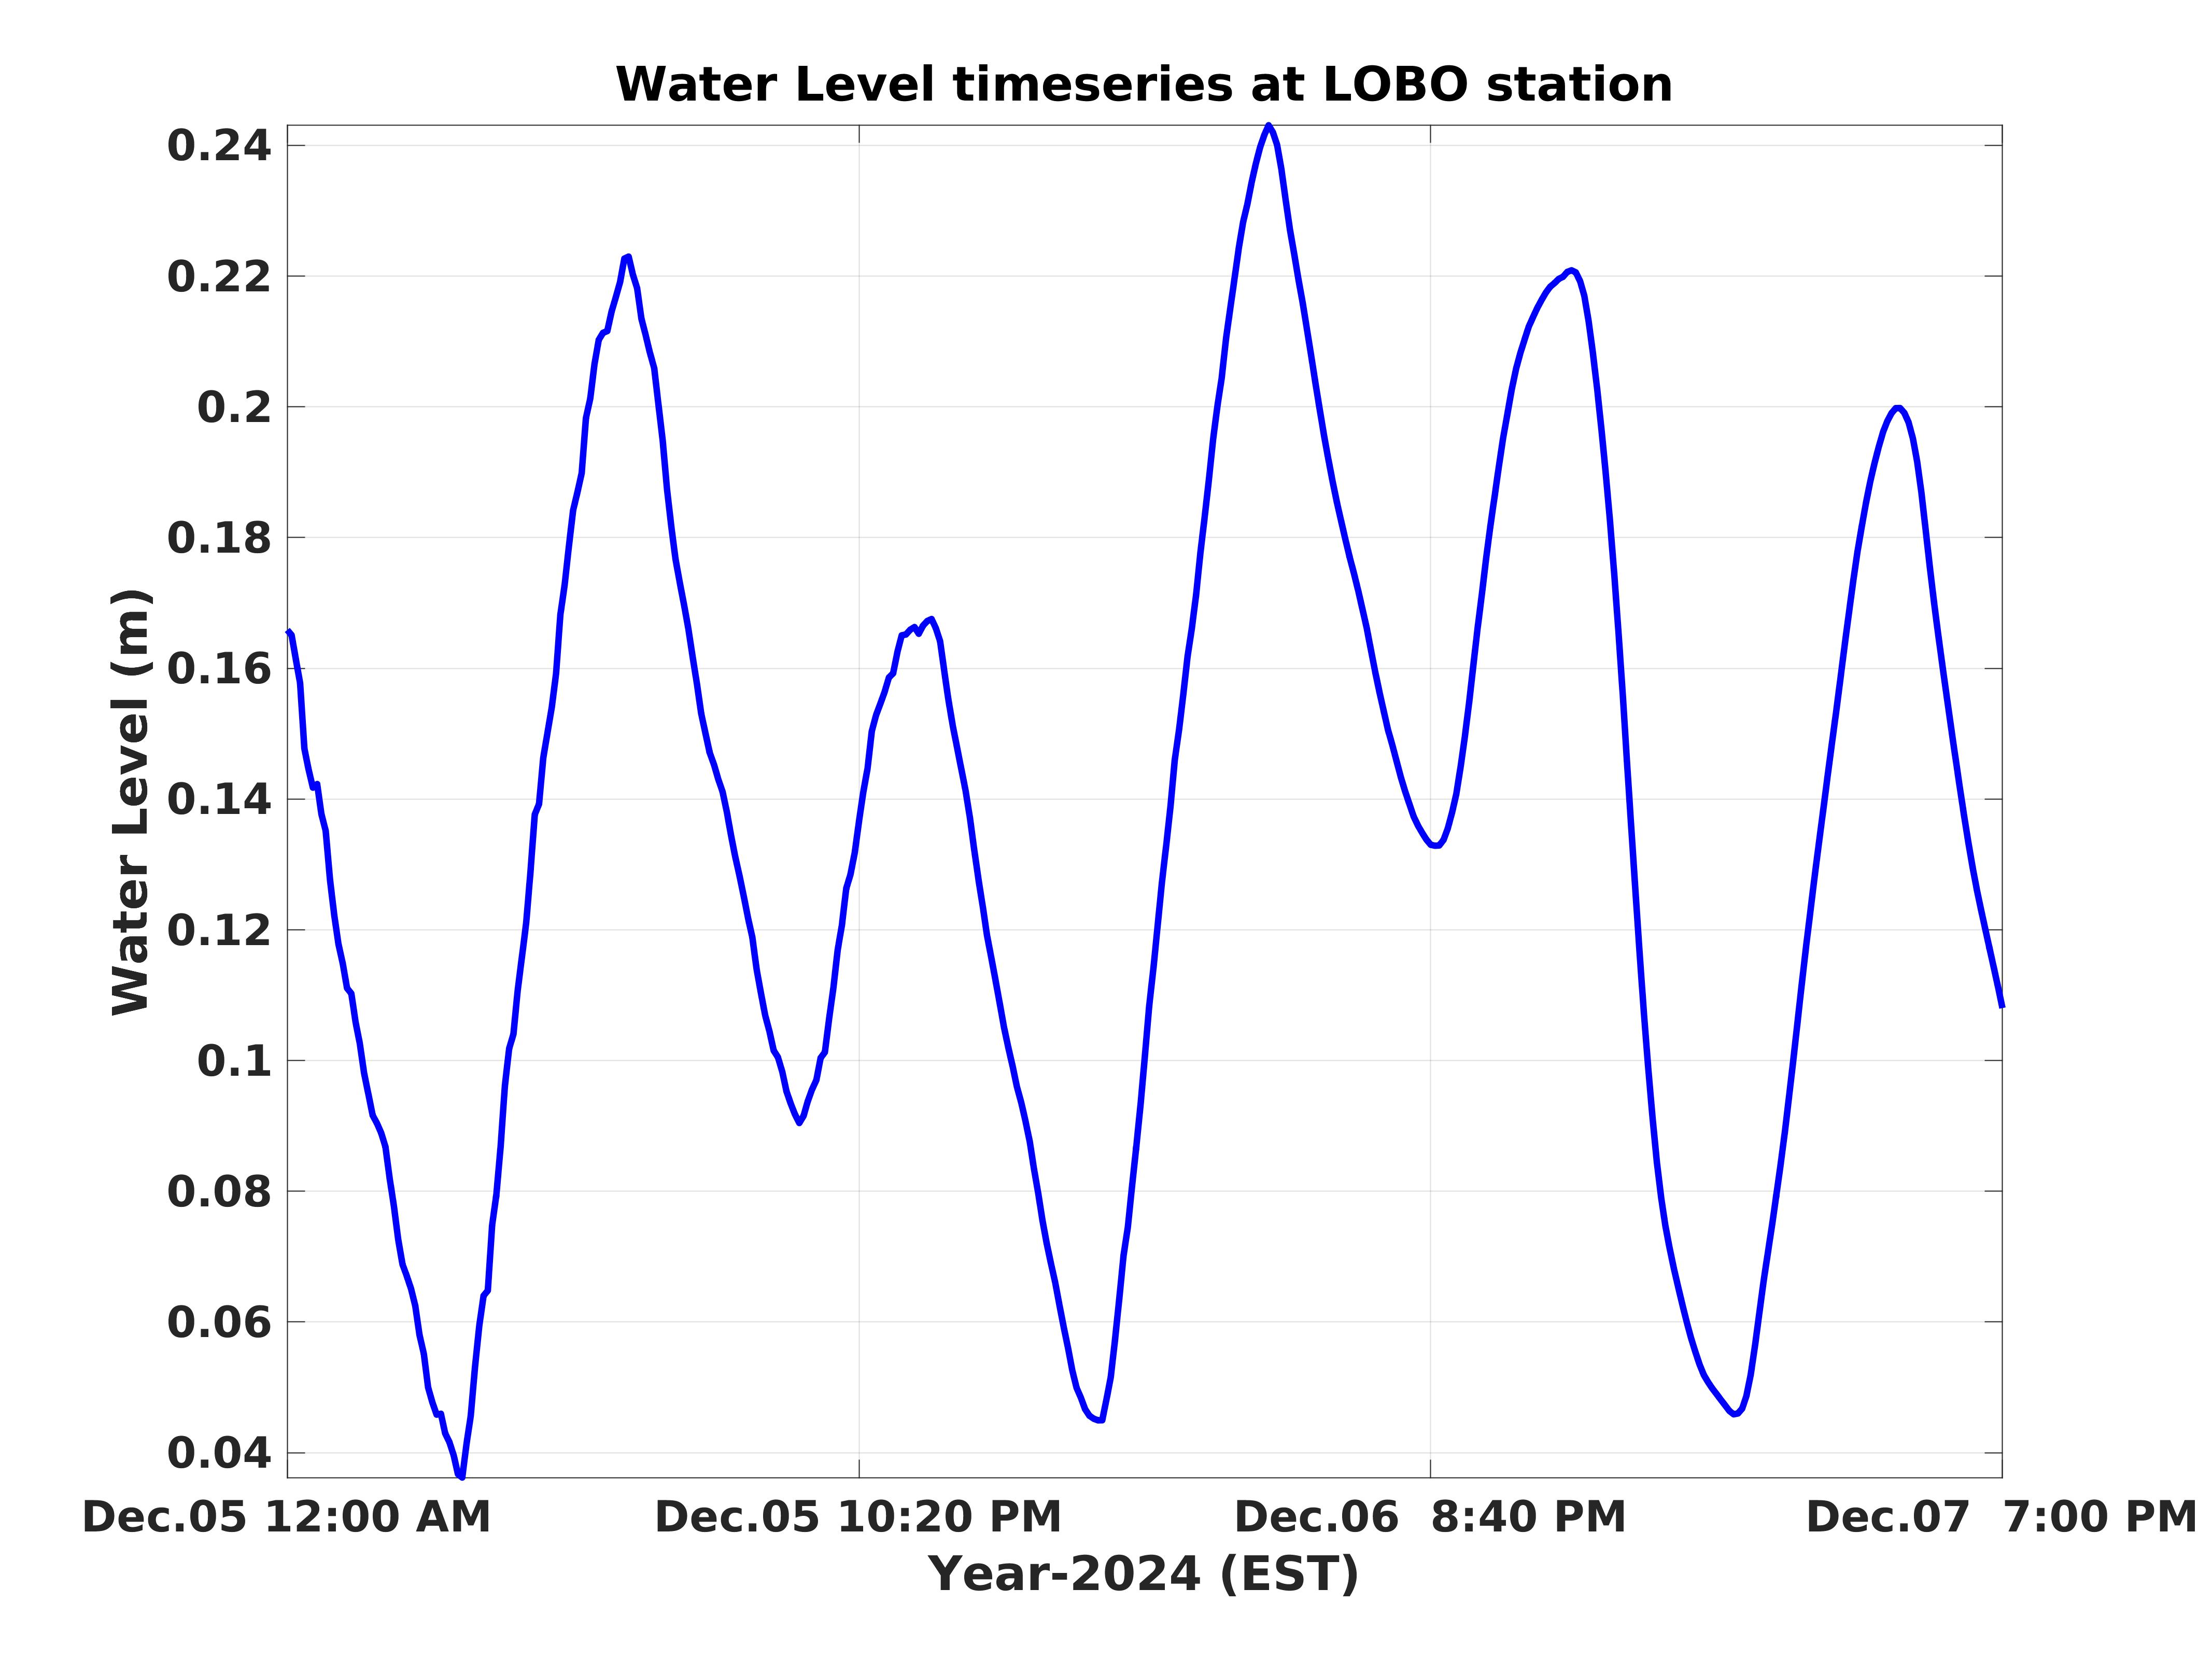 Water Level timeseries at LOBO station
Water Level (m)
0.24
0.22
0.2
0.18
0.16
0.14
0.12
0.1
0.08
0.06
0.04
Dec.05 12:00 AM
Dec.05 10:20 PM
Dec.06  8:40 PM
Dec.07  7:00 PM
Year-2024 (EST)